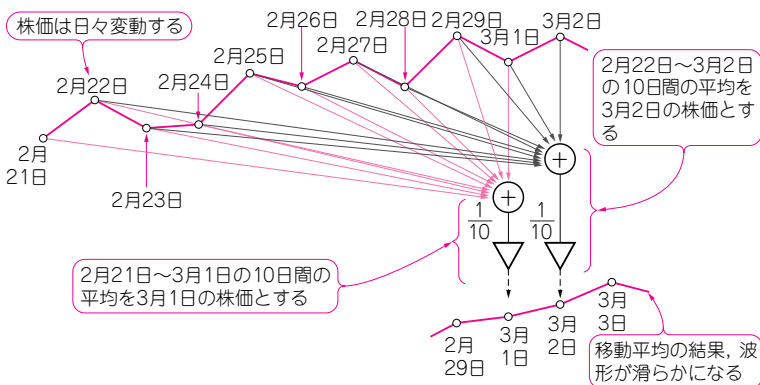 株価は日々変動する
2月21日
2月22日
2月23日
2月24日
2月25日
2月26日
2月27日
2月28日
2月29日
3月1日
3月2日
2月22日～3月2日
の10日間の平均を
3月2日の株価とす
る
+
+
1/10
1/10
2月21日～3月1日の10日間の
平均を3月1日の株価とする
2月
29日
3月
1日
3月
2日
3月
3日
移動平均の結果，波
形が滑らかになる